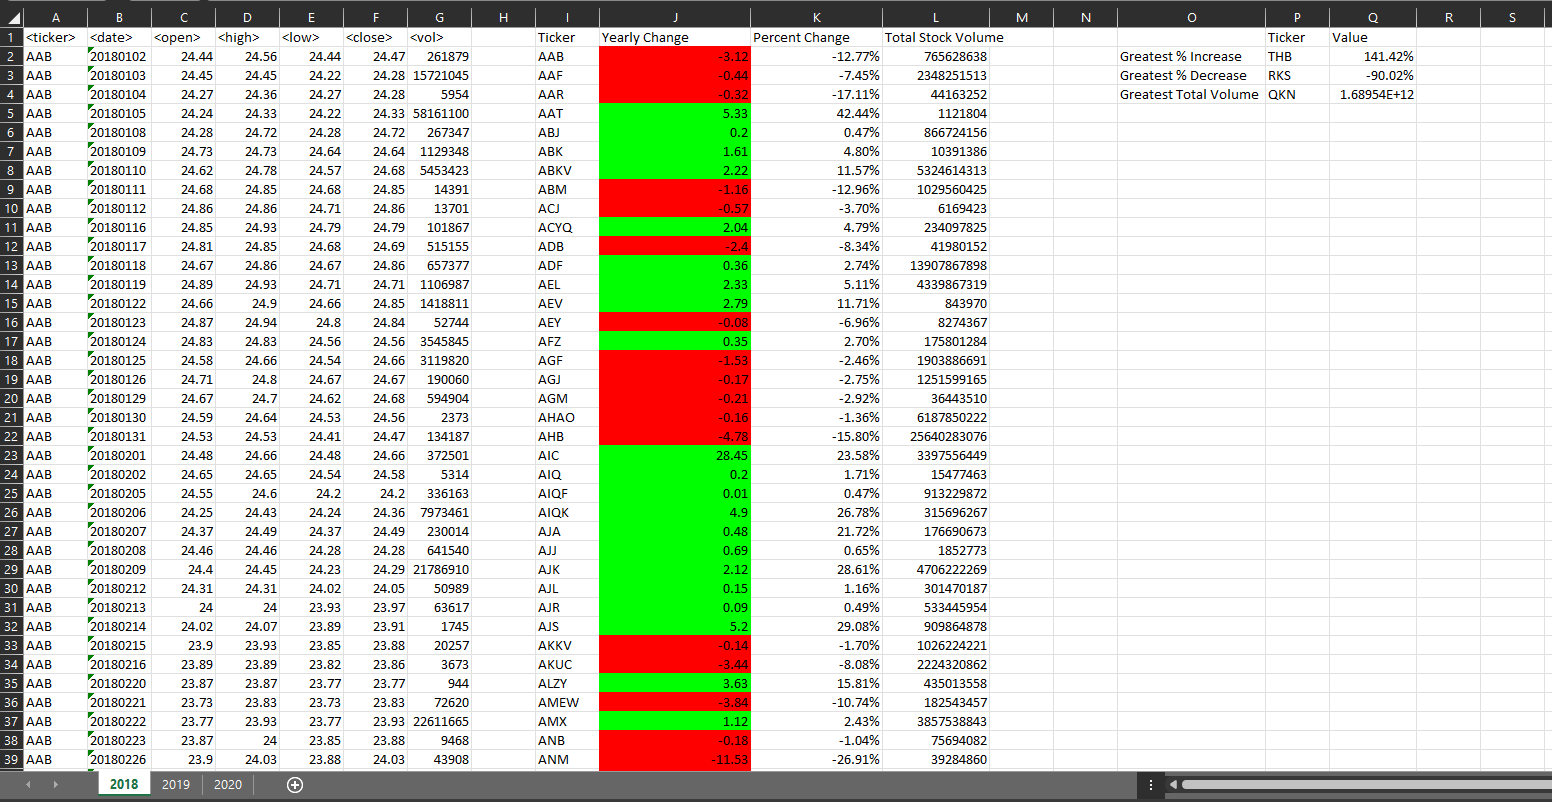 A B C D E F G H I J K L M N O P Q R S
1 <ticker> <date> <open> <high> <low> <close> <vol> Ticker Yearly Change Percent Change Total Stock Volume Ticker Value
2 AAB 20180102 24.44 24.56 24.44 24.47 261879 AAB -3.12 -12.77% 765628638 Greatest % Increase THB 141.42%
3 AAB 20180103 24.45 24.45 24.22 24.28 15721045 AAF -0.44 -7.45% 2348251513 Greatest % Decrease RKS -90.02%
4 AAB 20180104 24.27 24.36 24.27 24.28 5954 AAR -0.32 -17.11% 44163252 Greatest Total Volume QKN 1.68954E+12
5 AAB 20180105 24.24 24.33 24.22 24.33 58161100 AAT 5.33 42.44% 1121804
6 AAB 20180108 24.28 24.72 24.28 24.72 267347 ABJ 0.2 0.47% 866724156
7 AAB 20180109 24.73 24.73 24.64 24.64 1129348 ABK 1.61 4.80% 10391386
8 AAB 20180110 24.62 24.78 24.57 24.68 5453423 ABKV 2.22 11.57% 5324614313
9 AAB 20180111 24.68 24.85 24.68 24.85 14391 ABM -1.16 -12.96% 1029560425
10 AAB 20180112 24.86 24.86 24.71 24.86 13701 ACJ -0.57 -3.70% 6169423
11 AAB 20180116 24.85 24.93 24.79 24.79 101867 ACYQ 2.04 4.79% 234097825
12 AAB 20180117 24.81 24.85 24.68 24.69 515155 ADB -2.4 -8.34% 41980152
13 AAB 20180118 24.67 24.86 24.67 24.86 657377 ADF 0.36 2.74% 13907867898
14 AAB 20180119 24.89 24.93 24.71 24.71 1106987 AEL 2.33 5.11% 4339867319
15 AAB 20180122 24.66 24.9 24.66 24.85 1418811 AEV 2.79 11.71% 843970
16 AAB 20180123 24.87 24.94 24.8 24.84 52744 AEY -0.08 -6.96% 8274367
17 AAB 20180124 24.83 24.83 24.56 24.56 3545845 AFZ 0.35 2.70% 175801284
18 AAB 20180125 24.58 24.66 24.54 24.66 3119820 AGF -1.53 -2.46% 1903886691
19 AAB 20180126 24.71 24.8 24.67 24.67 190060 AGJ -0.17 -2.75% 1251599165
20 AAB 20180129 24.67 24.7 24.62 24.68 594904 AGM -0.21 -2.92% 36443510
21 AAB 20180130 24.59 24.64 24.53 24.56 2373 AHAO -0.16 -1.36% 6187850222
22 AAB 20180131 24.53 24.53 24.41 24.47 134187 AHB -4.78 -15.80% 25640283076
23 AAB 20180201 24.48 24.66 24.48 24.66 372501 AIC 28.45 23.58% 3397556449
24 AAB 20180202 24.65 24.65 24.54 24.58 5314 AIQ 0.2 1.71% 15477463
25 AAB 20180205 24.55 24.6 24.2 24.2 336163 AIQF 0.01 0.47% 913229872
26 AAB 20180206 24.25 24.43 24.24 24.36 7973461 AIQK 4.9 26.78% 315696267
27 AAB 20180207 24.37 24.49 24.37 24.49 230014 AJA 0.48 21.72% 176690673
28 AAB 20180208 24.46 24.46 24.28 24.28 641540 AJJ 0.69 0.65% 1852773
29 AAB 20180209 24.4 24.45 24.23 24.29 21786910 AJK 2.12 28.61% 4706222269
30 AAB 20180212 24.31 24.31 24.02 24.05 50989 AJL 0.15 1.16% 301470187
31 AAB 20180213 24 24 23.93 23.97 63617 AJR 0.09 0.49% 533445954
32 AAB 20180214 24.02 24.07 23.89 23.91 1745 AJS 5.2 29.08% 909864878
33 AAB 20180215 23.9 23.93 23.85 23.88 20257 AKKV -0.14 -1.70% 1026224221
34 AAB 20180216 23.89 23.89 23.82 23.86 3673 AKUC -3.44 -8.08% 2224320862
35 AAB 20180220 23.87 23.87 23.77 23.77 944 ALZY 3.63 15.81% 435013558
36 AAB 20180221 23.73 23.83 23.73 23.83 72620 AMEW -3.84 -10.74% 182543457
37 AAB 20180222 23.77 23.93 23.77 23.93 22611665 AMX 1.12 2.43% 3857538843
38 AAB 20180223 23.87 24 23.85 23.88 9468 ANB -0.18 -1.04% 75694082
39 AAB 20180226 23.9 24.03 23.88 24.03 43908 ANM -11.53 -26.91% 39284860
2018 2019 2020